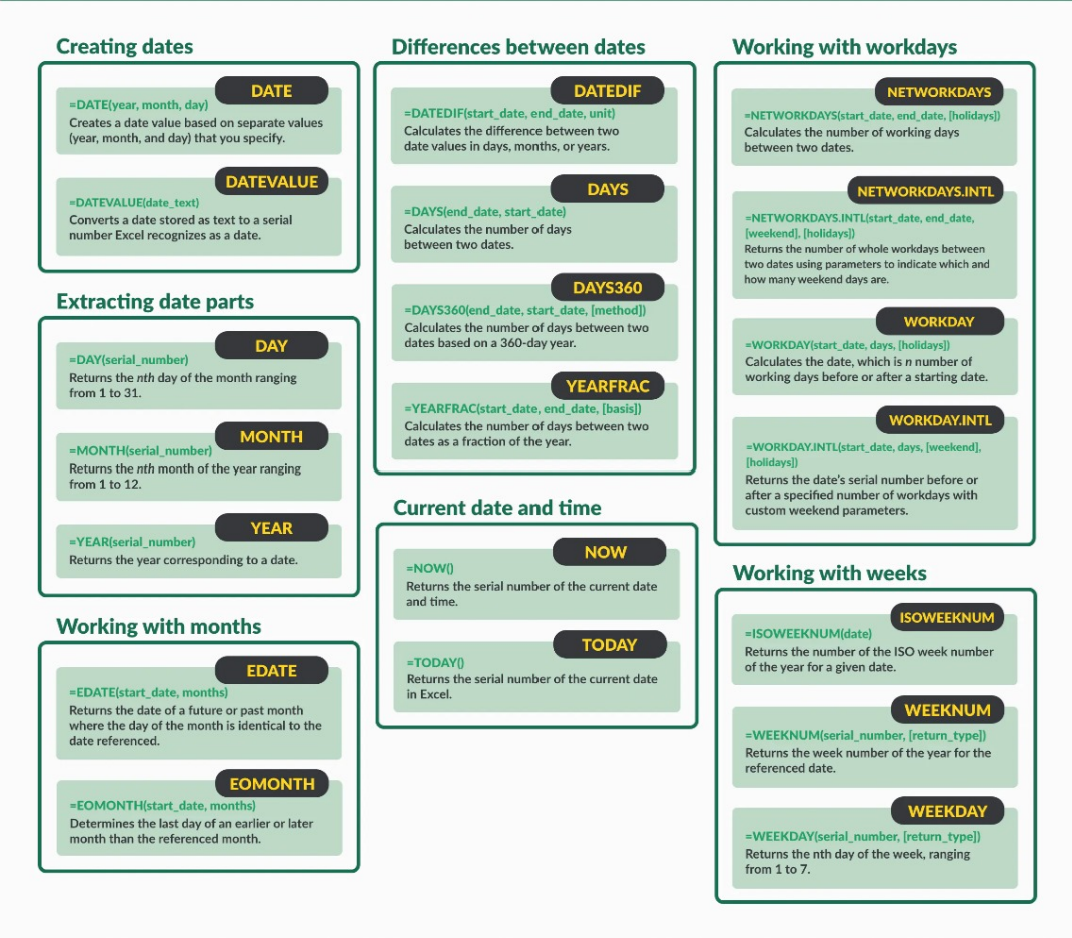 Creating dates
DATE
=DATE(year, month, day)
Creates a date value based on separate values
(year, month, and day) that you specify.
DATEVALUE
=DATEVALUE(date_text)
Converts a date stored as text to a serial
number Excel recognizes as a date.
Extracting date parts
DAY
=DAY(serial_number)
Returns the nth day of the month ranging
from 1 to 31.
MONTH
=MONTH(serial_number)
Returns the nth month of the year ranging
from 1 to 12.
YEAR
=YEAR(serial_number)
Returns the year corresponding to a date.
Working with months
EDATE
=EDATE(start_date, months)
Returns the date of a future or past month
where the day of the month is identical to the
date referenced.
EOMONTH
=EOMONTH(start_date, months)
Determines the last day of an earlier or later
month than the referenced month.
Differences between dates
DATEDIF
=DATEDIF(start_date, end_date, unit)
Calculates the difference between two
date values in days, months, or years.
DAYS
=DAYS(end_date, start_date)
Calculates the number of days
between two dates.
DAYS360
=DAYS360(end_date, start_date, [method])
Calculates the number of days between two
dates based on a 360-day year.
YEARFRAC
=YEARFRAC(start_date, end_date, [basis])
Calculates the number of days between two
dates as a fraction of the year.
Current date and time
NOW
=NOW()
Returns the serial number of the current date
and time.
TODAY
=TODAY()
Returns the serial number of the current date
in Excel.
Working with workdays
NETWORKDAYS
=NETWORKDAYS(start_date, end_date, [holidays])
Calculates the number of working days
between two dates.
NETWORKDAYS.INTL
=NETWORKDAYS.INTL(start_date, end_date,
[weekend], [holidays])
Returns the number of whole workdays between
two dates using parameters to indicate which and
how many weekend days are.
WORKDAY
=WORKDAY(start_date, days, [holidays])
Calculates the date, which is n number of
working days before or after a starting date.
WORKDAY.INTL
=WORKDAY.INTL(start_date, days, [weekend],
[holidays])
Returns the date's serial number before or
after a specified number of workdays with
custom weekend parameters.
Working with weeks
ISOWEEKNUM
=ISOWEEKNUM(date)
Returns the number of the ISO week number
of the year for a given date.
WEEKNUM
=WEEKNUM(serial_number, [return_type])
Returns the week number of the year for the
referenced date.
WEEKDAY
=WEEKDAY(serial_number, [return_type])
Returns the nth day of the week, ranging
from 1 to 7.